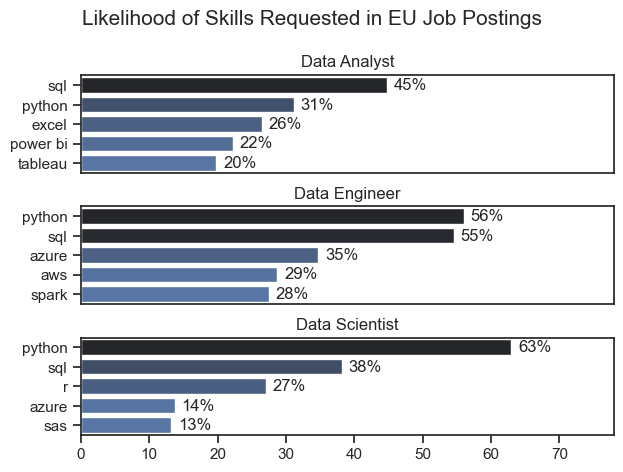 Likelihood of Skills Requested in EU Job Postings
Data Analyst
sql 45%
python 31%
excel 26%
power bi 22%
tableau 20%
Data Engineer
python 56%
sql 55%
azure 35%
aws 29%
spark 28%
Data Scientist
python 63%
sql 38%
r 27%
azure 14%
sas 13%
0 10 20 30 40 50 60 70